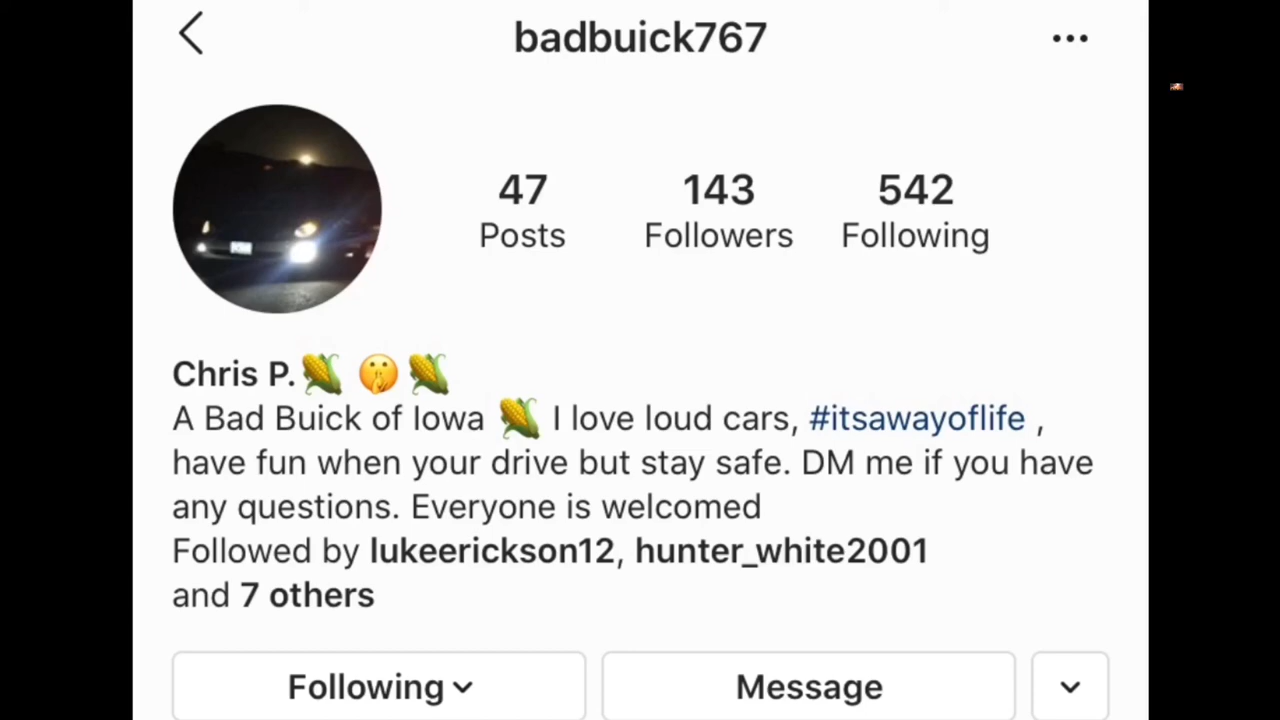 badbuick767
47 143 542
Posts Followers Following
Chris P.🌽 🤫 🌽
A Bad Buick of Iowa 🌽 I love loud cars, #itsawayoflife ,
have fun when your drive but stay safe. DM me if you have
any questions. Everyone is welcomed
Followed by lukeerickson12, hunter_white2001
and 7 others
Following Message